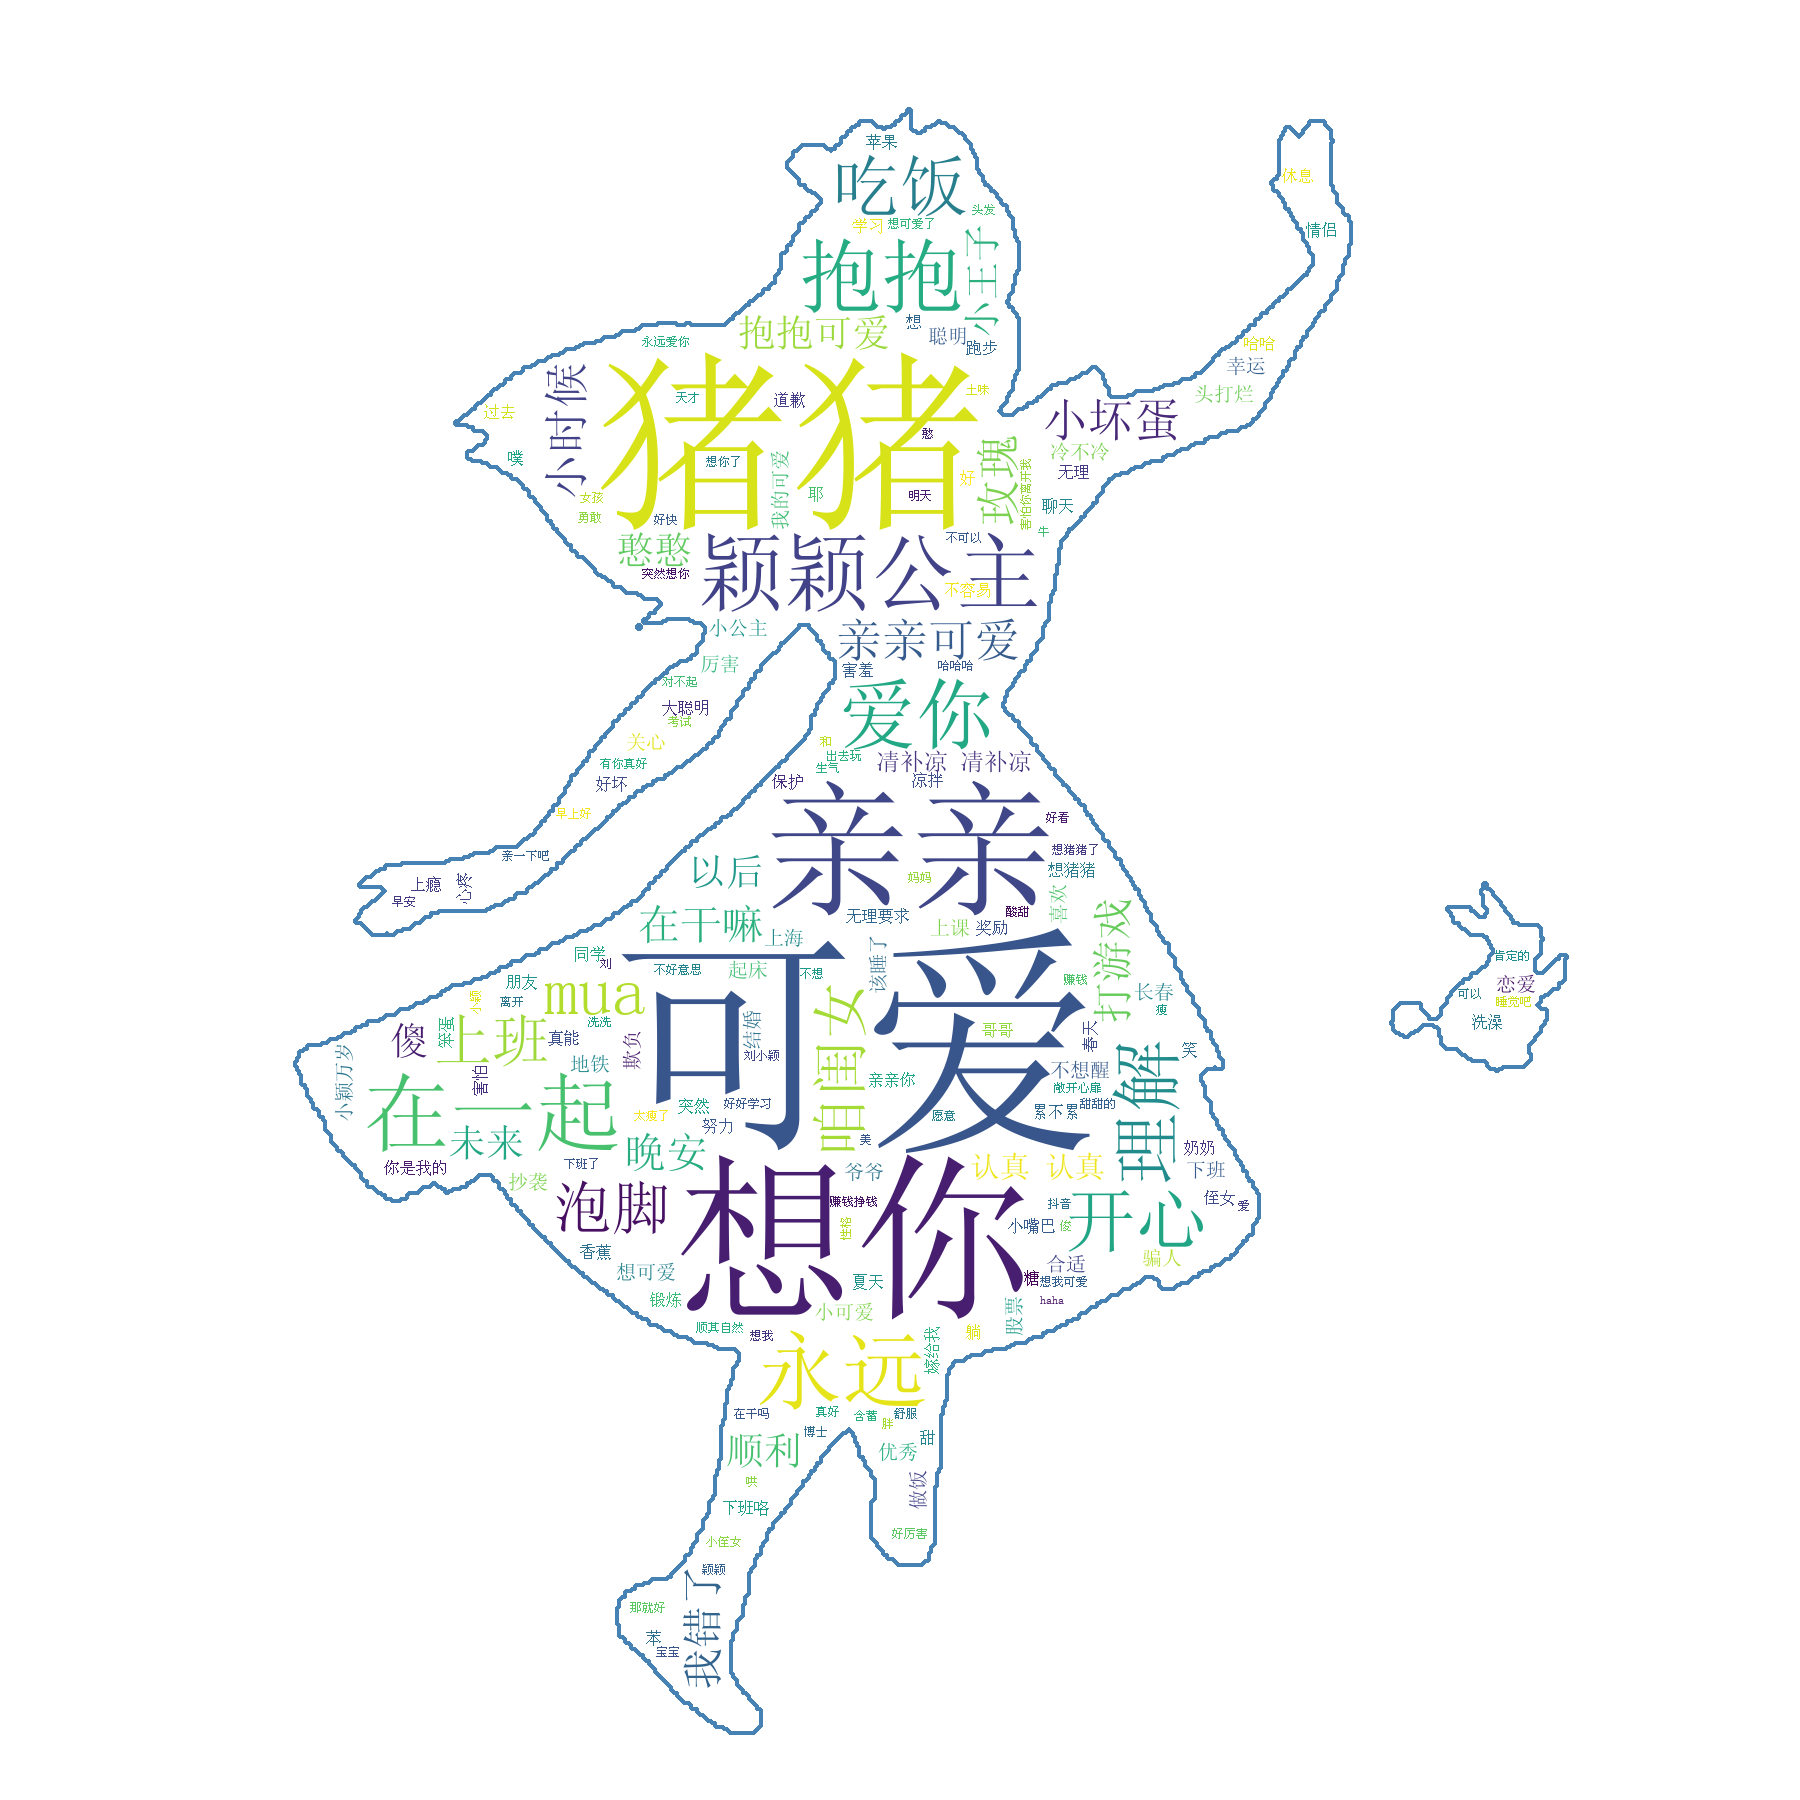 苹果
吃饭
休息
头发
学习
想可爱了
情侣
小王子
抱抱
想
永远爱你
抱抱可爱
聪明
跑步
哈哈
幸运
小时候
猪猪
天才
道歉
土味
头打烂
过去
小坏蛋
憨
噗
想你了
我的可爱
玫瑰
冷不冷
无理
好
害怕你离开我
女孩
耶
明天
聊天
勇敢
好快
牛
憨憨
不可以
突然想你
颖颖公主
不容易
小公主
亲亲可爱
厉害
害羞
哈哈哈
对不起
大聪明
考试
爱你
关心
和
出去玩
有你真好
生气
清补凉 清补凉
好坏
保护
凉拌
早上好
亲亲
好看
亲一下吧
想猪猪了
以后
想猪猪
上瘾
心疼
妈妈
早安
喜欢
酸甜
无理要求
在干嘛
上海
上课
奖励
打游戏
该睡了
同学
刘
不好意思
起床
不想
肯定的
朋友
赚钱
长春
恋爱
可以
睡觉吧
小颖
离开
mua
可爱
瘦
洗澡
洗洗
咱闺女
哥哥
傻
笨蛋
上班
真能
欺负
结婚
春天
刘小颖
笑
理解
小颖万岁
地铁
不想醒
害怕
亲亲你
敲开心扉
在一起
太疯了
突然
好好学习
愿意
累不累
甜甜的
努力
未来
晚安
美
奶奶
你是我的
下班了
爷爷
认真 认真
下班
抄袭
泡脚
想你
赚钱挣钱
抖音
侄女
爱
性格
小嘴巴
俊
开心
香蕉
骗人
想可爱
夏天
糖
合适
想我可爱
锻炼
小可爱
haha
股票
顺其自然
想我
躺
永远
嫁给我
在干吗
真好
含蓄
舒服
胖
博士
甜
顺利
优秀
哄
做饭
下班咯
好厉害
小侄女
颖颖
我错了
那就好
苯
宝宝